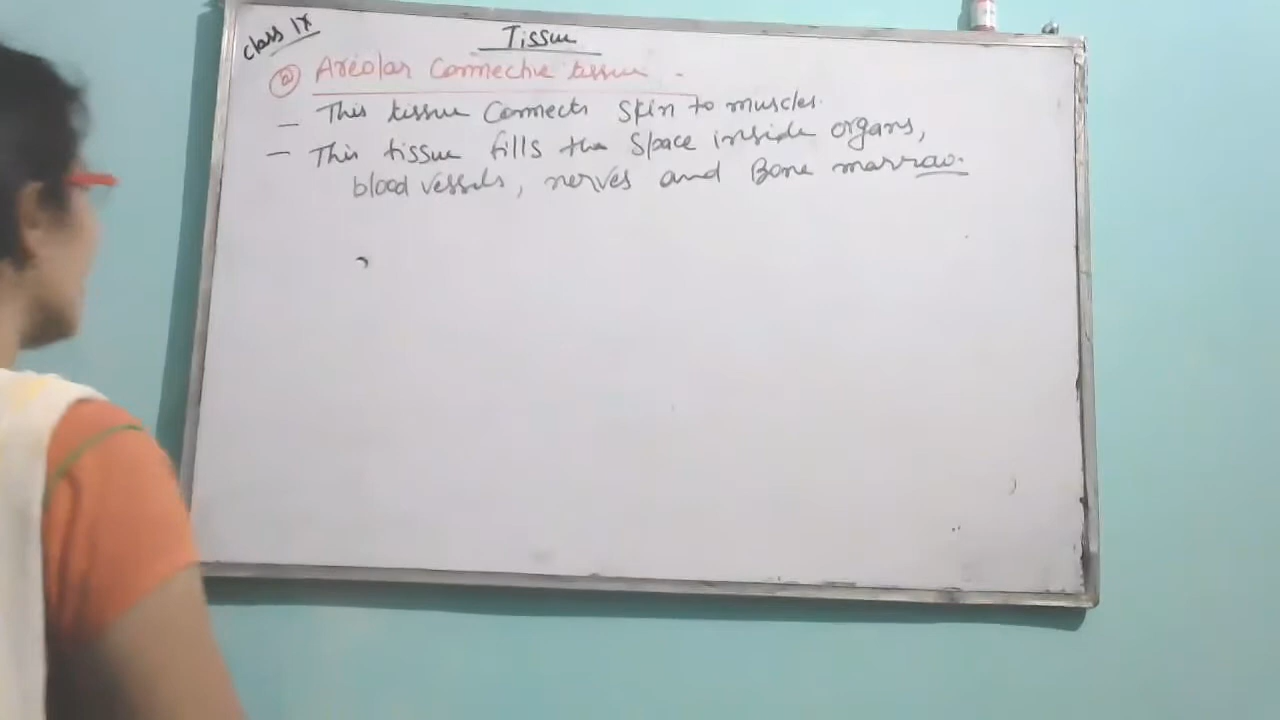 class IX
Tissue
(a) Areolar Connective tissue.
- This tissue Connects Skin to muscles.
- This tissue fills the Space inside organs,
blood vessels, nerves and Bone marrow.